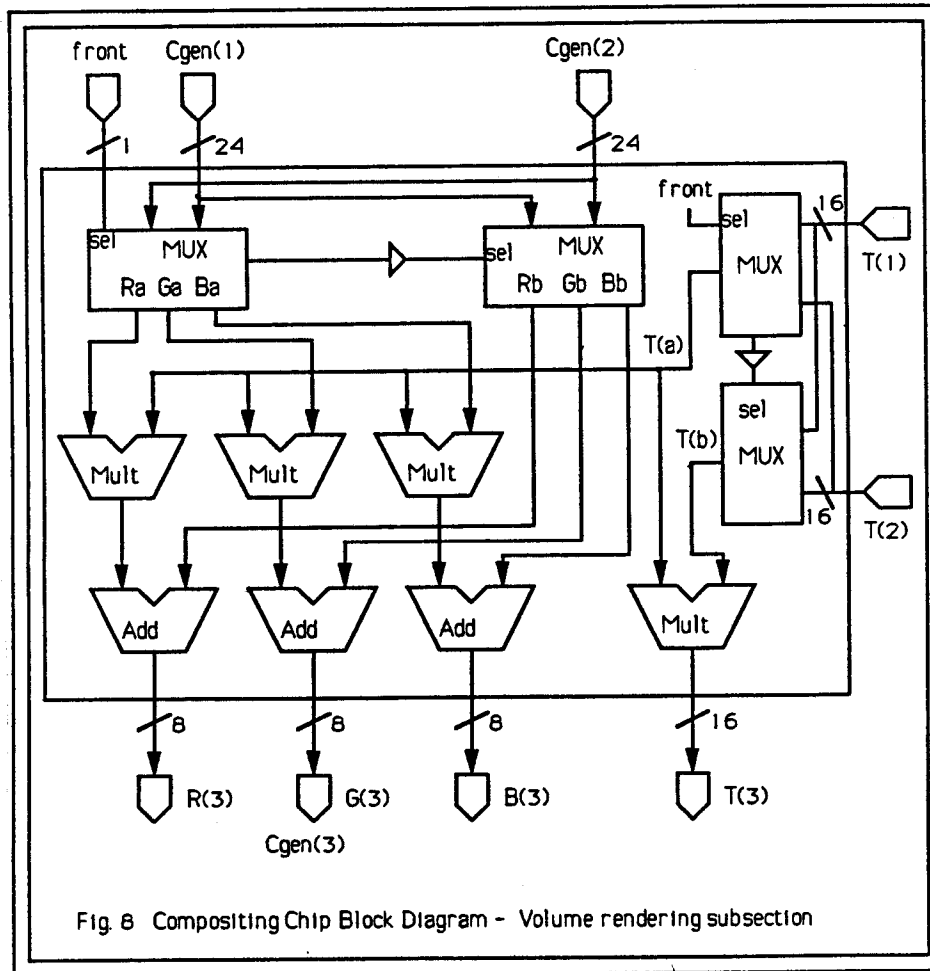 front Cgen(1) Cgen(2)
1 24 24
front 16
sel MUX sel MUX sel
T(1)
MUX
Ra Ga Ba Rb Gb Bb
T(a)
sel
T(b)
MUX
Mult Mult Mult
16
T(2)
Add Add Add Mult
8 8 8 16
R(3) G(3) B(3) T(3)
Cgen(3)
Fig. 8 Compositing Chip Block Diagram - Volume rendering subsection